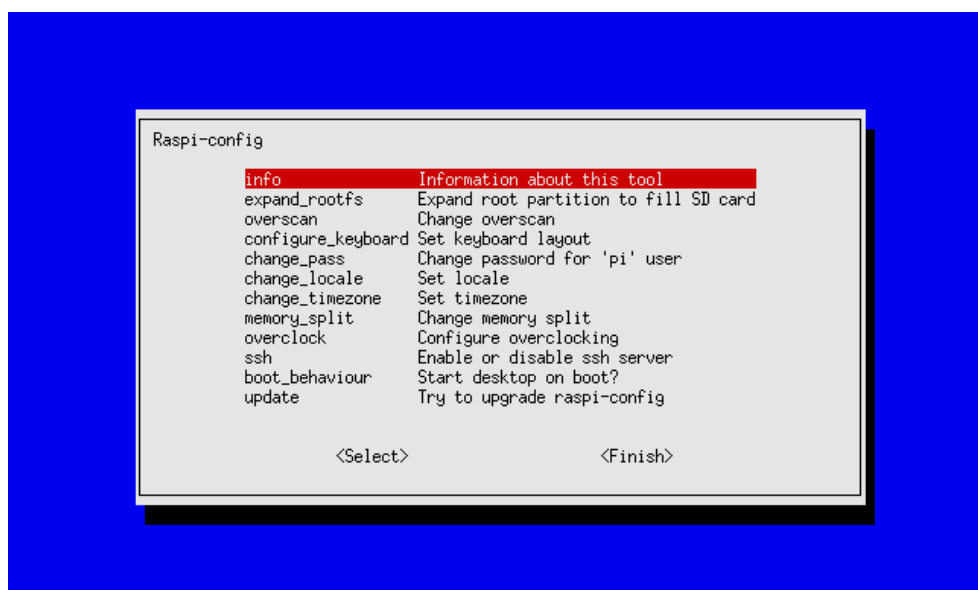 Raspi-config
info Information about this tool
expand_rootfs Expand root partition to fill SD card
overscan Change overscan
configure_keyboard Set keyboard layout
change_pass Change password for 'pi' user
change_locale Set locale
change_timezone Set timezone
memory_split Change memory split
overclock Configure overclocking
ssh Enable or disable ssh server
boot_behaviour Start desktop on boot?
update Try to upgrade raspi-config
<Select> <Finish>